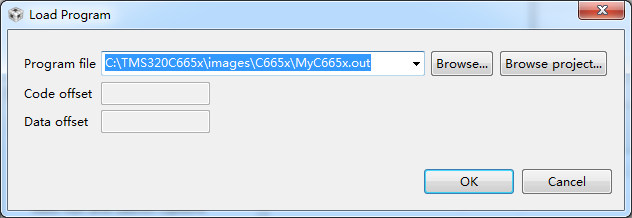 Load Program
Program file C:\TMS320C665x\images\C665x\MyC665x.out Browse... Browse project...
Code offset
Data offset
OK Cancel